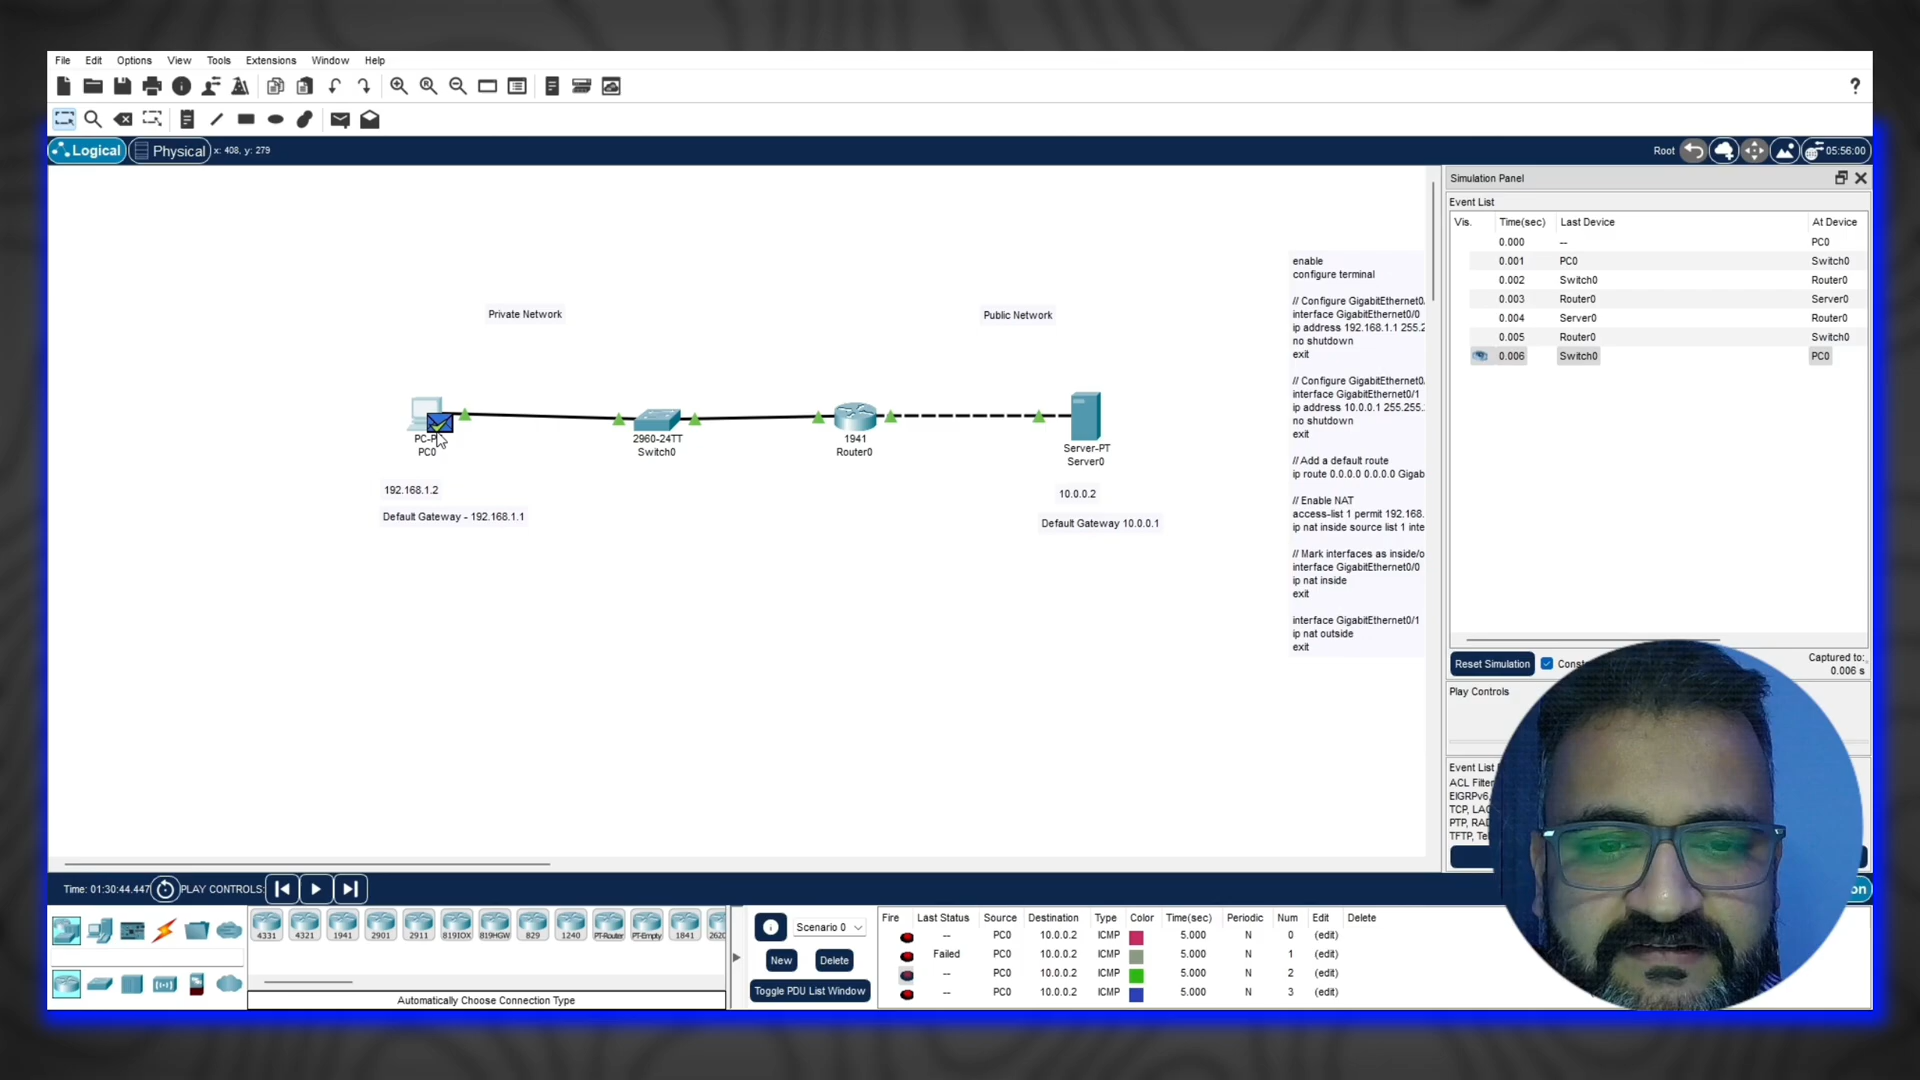 File Edit Options View Tools Extensions Window Help
?
Logical Physical x: 408, y: 279 Root 05:56:00
Private Network
Public Network
PC0
2960-24TT
Switch0
1941
Router0
Server-PT
Server0
192.168.1.2
Default Gateway - 192.168.1.1
10.0.0.2
Default Gateway 10.0.0.1
enable
configure terminal
// Configure GigabitEthernet0
interface GigabitEthernet0/0
ip address 192.168.1.1 255.2
no shutdown
exit
// Configure GigabitEthernet0
interface GigabitEthernet0/1
ip address 10.0.0.1 255.255.
no shutdown
exit
// Add a default route
ip route 0.0.0.0 0.0.0.0 Gigab
// Enable NAT
access-list 1 permit 192.168.
ip nat inside source list 1 inte
// Mark interfaces as inside/o
interface GigabitEthernet0/0
ip nat inside
exit
interface GigabitEthernet0/1
ip nat outside
exit
Simulation Panel
Event List
Vis. Time(sec) Last Device At Device
0.000 -- PC0
0.001 PC0 Switch0
0.002 Switch0 Router0
0.003 Router0 Server0
0.004 Server0 Router0
0.005 Router0 Switch0
0.006 Switch0 PC0
Reset Simulation Const Captured to:
0.006 s
Play Controls
Event List
ACL Filter
EIGRPv6,
TCP, LAC
PTP, RAD
TFTP, Tel
Time: 01:30:44.447 PLAY CONTROLS: on
4331 4321 1941 2901 2911 819IOX 819HGW 829 1240 PT-Router PT-Empty 1841 2620
Automatically Choose Connection Type
Scenario 0
New Delete
Toggle PDU List Window
Fire Last Status Source Destination Type Color Time(sec) Periodic Num Edit Delete
-- PC0 10.0.0.2 ICMP 5.000 N 0 (edit)
Failed PC0 10.0.0.2 ICMP 5.000 N 1 (edit)
-- PC0 10.0.0.2 ICMP 5.000 N 2 (edit)
-- PC0 10.0.0.2 ICMP 5.000 N 3 (edit)